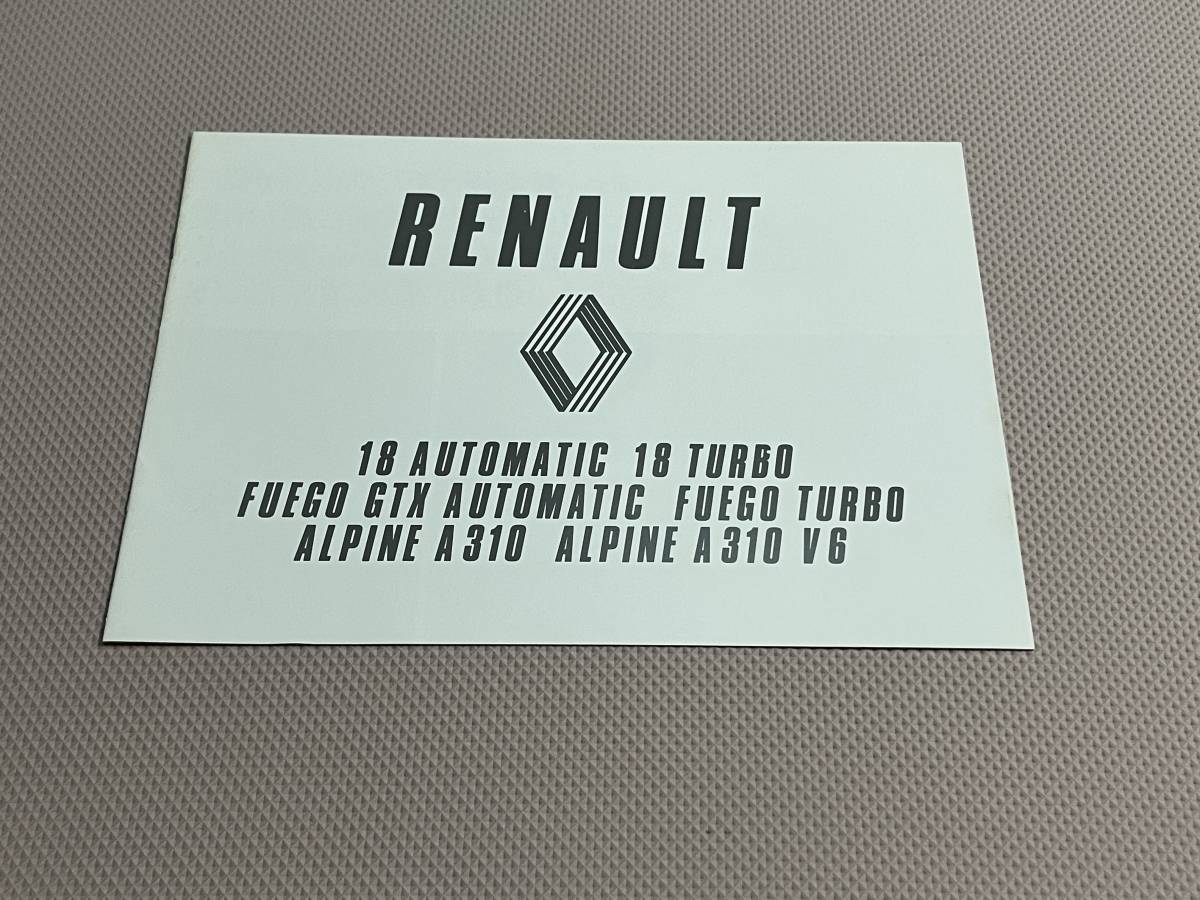 RENAULT
18 AUTOMATIC 18 TURBO
FUEGO GTX AUTOMATIC FUEGO TURBO
ALPINE A310 ALPINE A310 V6